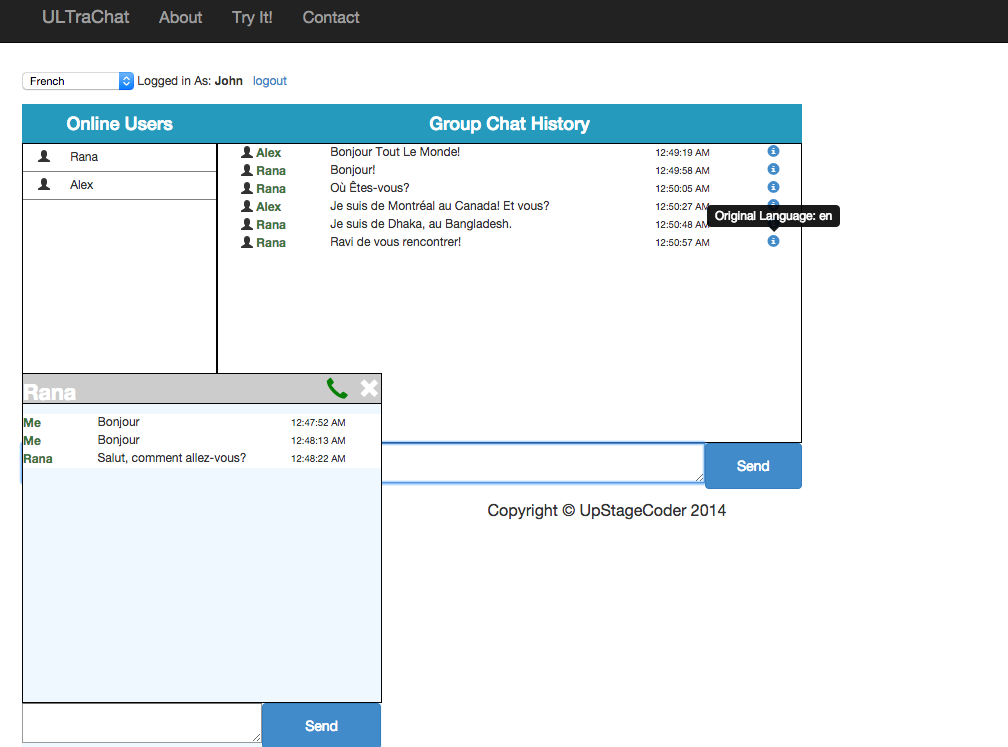 ULTraChat About Try It! Contact
French Logged in As: John logout
Online Users Group Chat History
Rana
Alex
Alex Bonjour Tout Le Monde! 12:49:19 AM
Rana Bonjour! 12:49:58 AM
Rana Où Êtes-vous? 12:50:05 AM
Alex Je suis de Montréal au Canada! Et vous? 12:50:27 AM
Original Language: en
Rana Je suis de Dhaka, au Bangladesh. 12:50:48 AM
Rana Ravi de vous rencontrer! 12:50:57 AM
Rana
Me Bonjour 12:47:52 AM
Me Bonjour 12:48:13 AM
Rana Salut, comment allez-vous? 12:48:22 AM
Send
Copyright © UpStageCoder 2014
Send